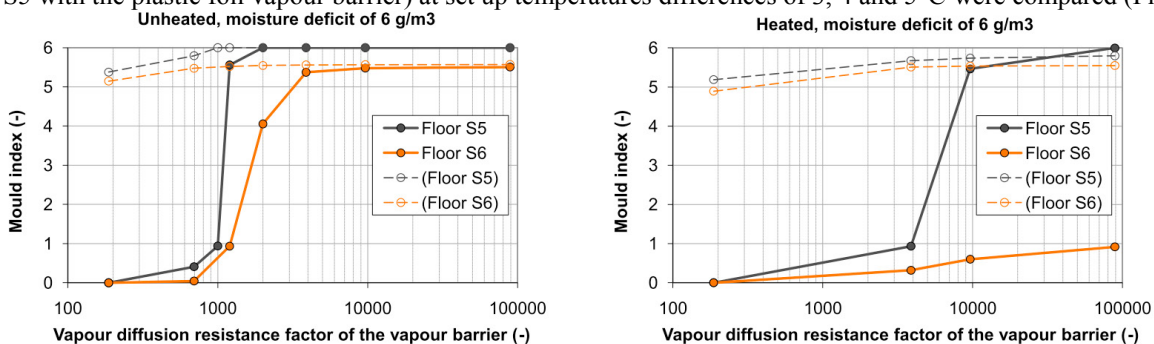 S5 with the plastic foil vapour barrier) at set up temperatures differences of 3, 4 and 5°C were compared (Fi
Unheated, moisture deficit of 6 g/m3
6
5
4
3
2
1
0
Mould index (-)
100
1000
10000
100000
Vapour diffusion resistance factor of the vapour barrier (-)
Floor S5
Floor S6
(Floor S5)
(Floor S6)
Heated, moisture deficit of 6 g/m3
6
5
4
3
2
1
0
Mould index (-)
100
1000
10000
100000
Vapour diffusion resistance factor of the vapour barrier (-)
Floor S5
Floor S6
(Floor S5)
(Floor S6)